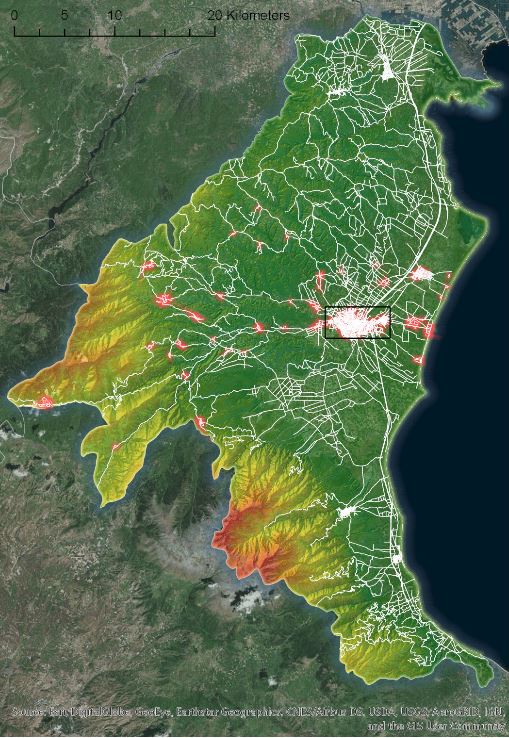 0 5 10 20 Kilometers
Source: Esri, DigitalGlobe, GeoEye, Earthstar Geographics, CNES/Airbus DS, USDA, USGS, AeroGRID, IGN,
and the GIS User Community